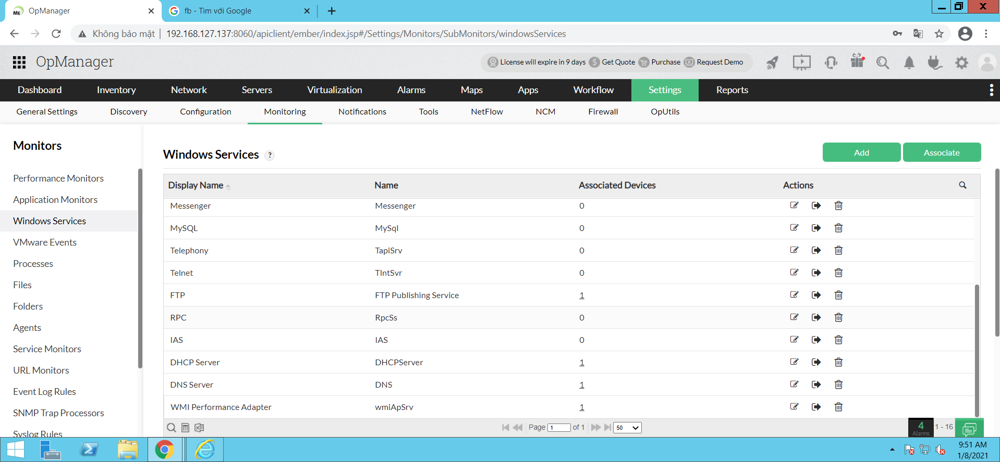 OpManager
fb - Tìm với Google
Không bảo mật | 192.168.127.137:8060/apiclient/ember/index.jsp#/Settings/Monitors/SubMonitors/windowsServices
OpManager
License will expire in 9 days $ Get Quote Purchase Request Demo
Dashboard Inventory Network Servers Virtualization Alarms Maps Apps Workflow Settings Reports
General Settings Discovery Configuration Monitoring Notifications Tools NetFlow NCM Firewall OpUtils
Monitors
Performance Monitors
Application Monitors
Windows Services
VMware Events
Processes
Files
Folders
Agents
Service Monitors
URL Monitors
Event Log Rules
SNMP Trap Processors
Syslog Rules
Windows Services ?
Add Associate
Display Name Name Associated Devices Actions
Messenger Messenger 0
MySQL MySql 0
Telephony TapiSrv 0
Telnet TlntSvr 0
FTP FTP Publishing Service 1
RPC RpcSs 0
IAS IAS 0
DHCP Server DHCPServer 1
DNS Server DNS 1
WMI Performance Adapter wmiApSrv 1
Page 1 of 1 50
4 Alarms
1 - 16
9:51 AM
1/8/2021